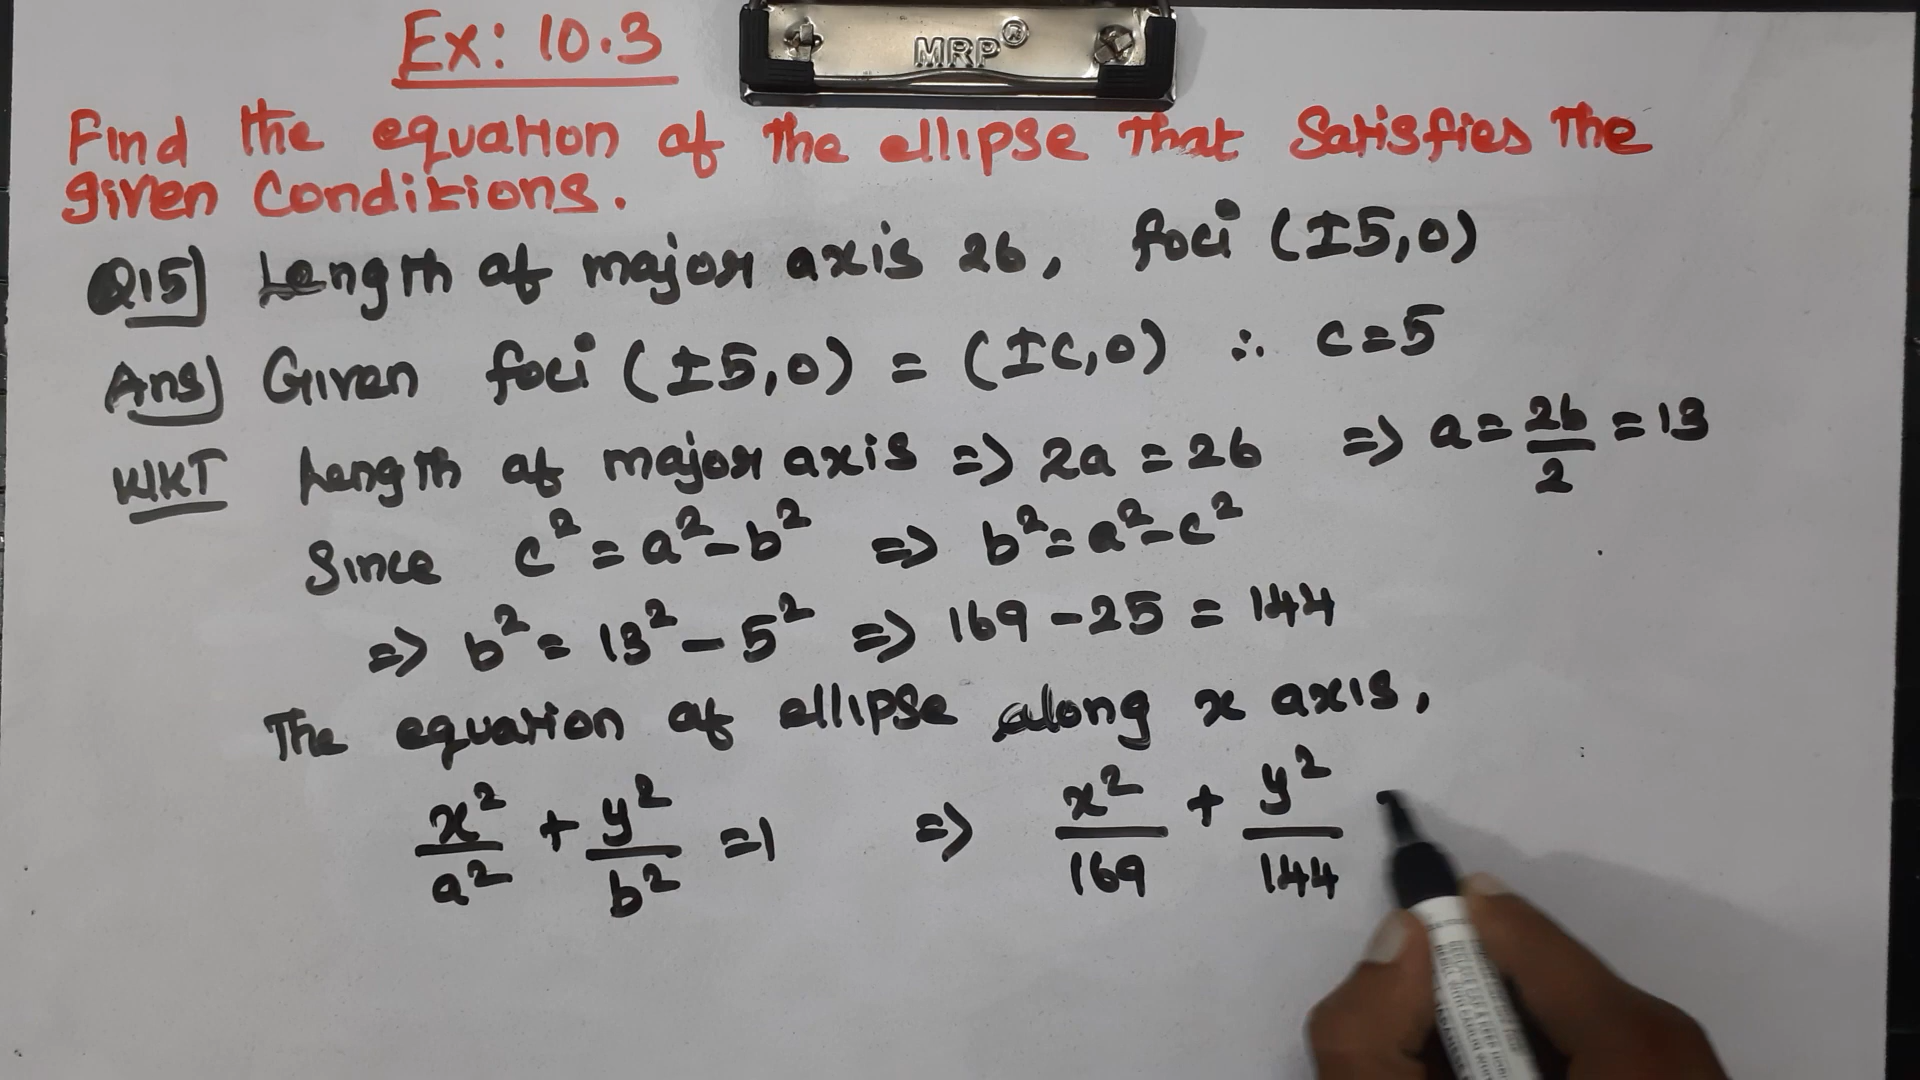 Ex: 10.3
MRP®
Find the equation of the ellipse that satisfies the
given conditions.
Q15) Length of major axis 26, foci (±5,0)
Ans) Given foci (±5,0) = (±c,0) ∴ c=5
WKT Length of major axis => 2a = 26 => a = 26/2 = 13
Since c² = a² - b² => b² = a² - c²
=> b² = 13² - 5² => 169 - 25 = 144
The equation of ellipse along x axis,
x²/a² + y²/b² = 1 => x²/169 + y²/144